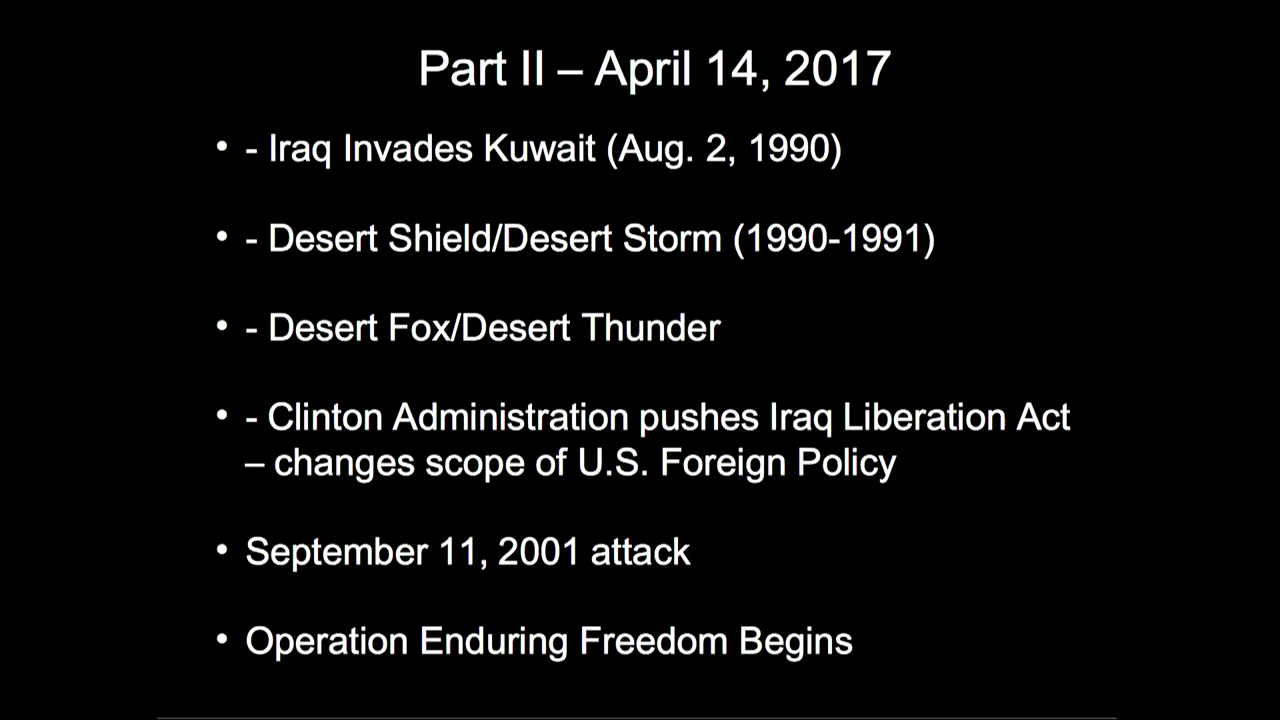 Part II – April 14, 2017
• - Iraq Invades Kuwait (Aug. 2, 1990)
• - Desert Shield/Desert Storm (1990-1991)
• - Desert Fox/Desert Thunder
• - Clinton Administration pushes Iraq Liberation Act
– changes scope of U.S. Foreign Policy
• September 11, 2001 attack
• Operation Enduring Freedom Begins